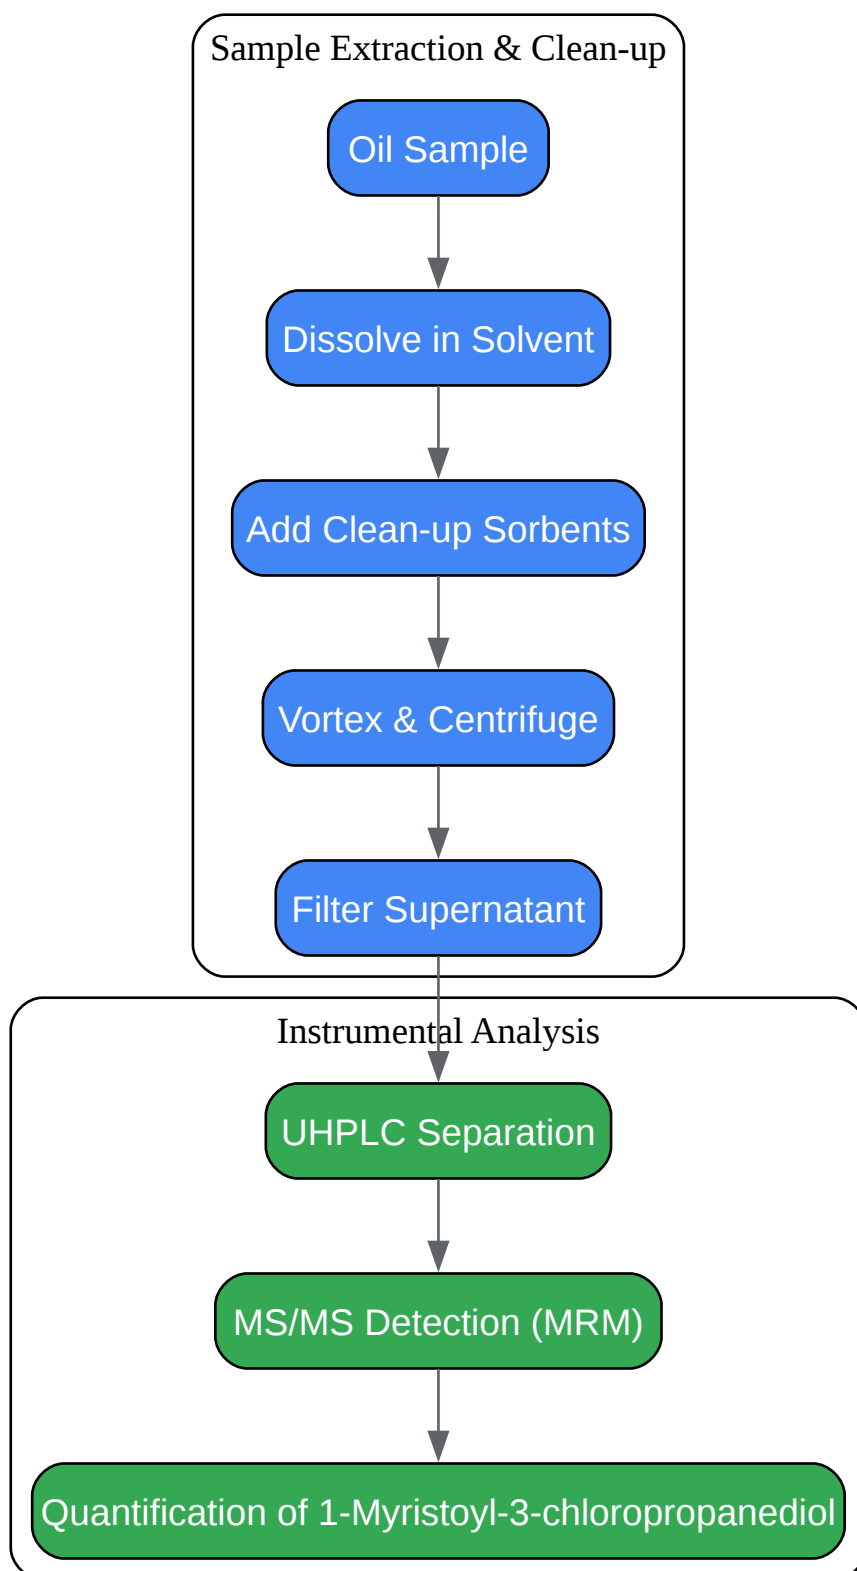 Sample Extraction & Clean-up
Oil Sample
Dissolve in Solvent
Add Clean-up Sorbents
Vortex & Centrifuge
Filter Supernatant
Instrumental Analysis
UHPLC Separation
MS/MS Detection (MRM)
Quantification of 1-Myristoyl-3-chloropropanediol